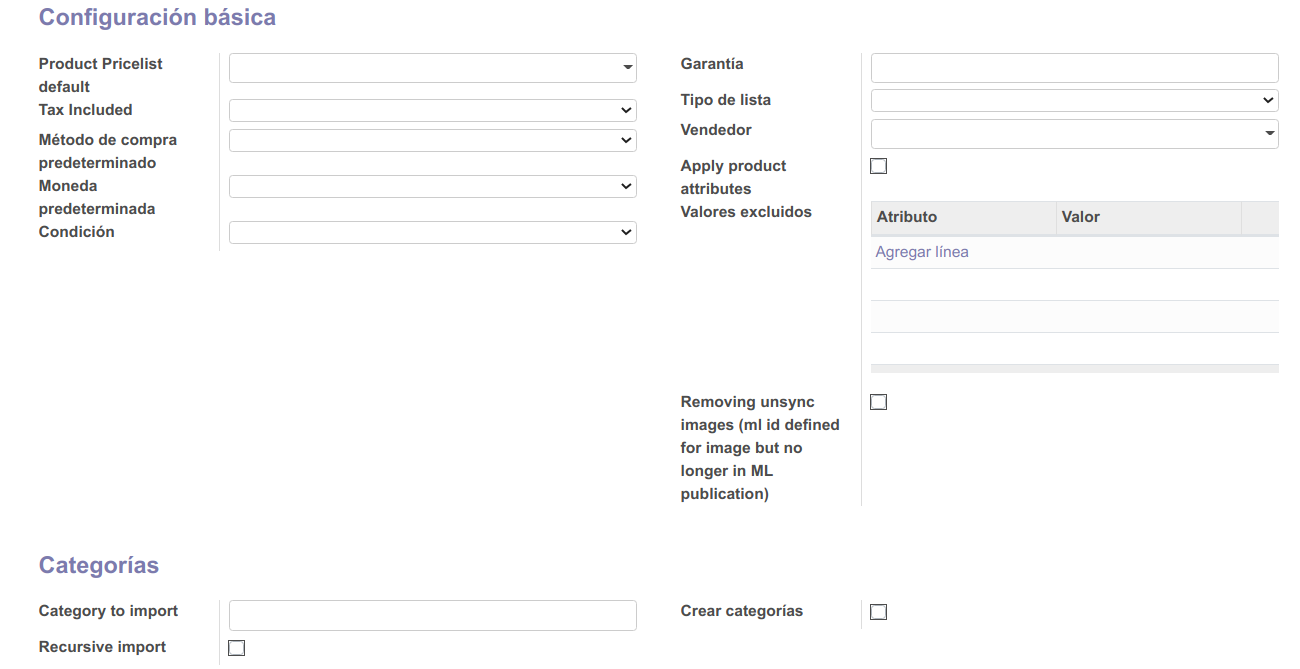 Configuración básica
Product Pricelist
default
Tax Included
Método de compra
predeterminado
Moneda
predeterminada
Condición
Garantía
Tipo de lista
Vendedor
Apply product
attributes
Valores excluidos
Atributo Valor
Agregar línea
Removing unsync
images (ml id defined
for image but no
longer in ML
publication)
Categorías
Category to import
Recursive import
Crear categorías